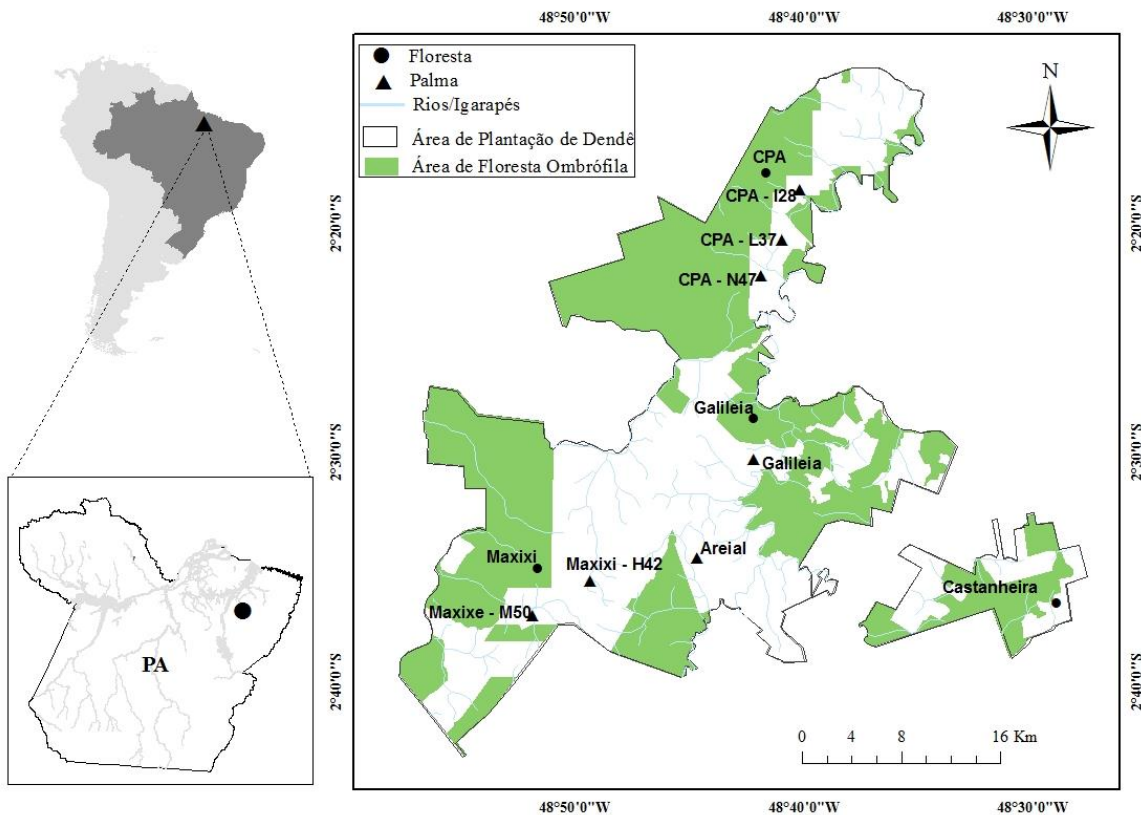 48°50'0"W
48°40'0"W
48°30'0"W
Floresta
Palma
Rios/Igarapés
Área de Plantação de Dendê
Área de Floresta Ombrófila
N
CPA
CPA - I28
CPA - L37
CPA - N47
2°20'0"S
2°20'0"S
Galileia
Galileia
2°30'0"S
2°30'0"S
Maxixi
Maxixi - H42
Areial
Maxixe - M50
Castanheira
PA
2°40'0"S
2°40'0"S
0 4 8 16 Km
48°50'0"W
48°40'0"W
48°30'0"W